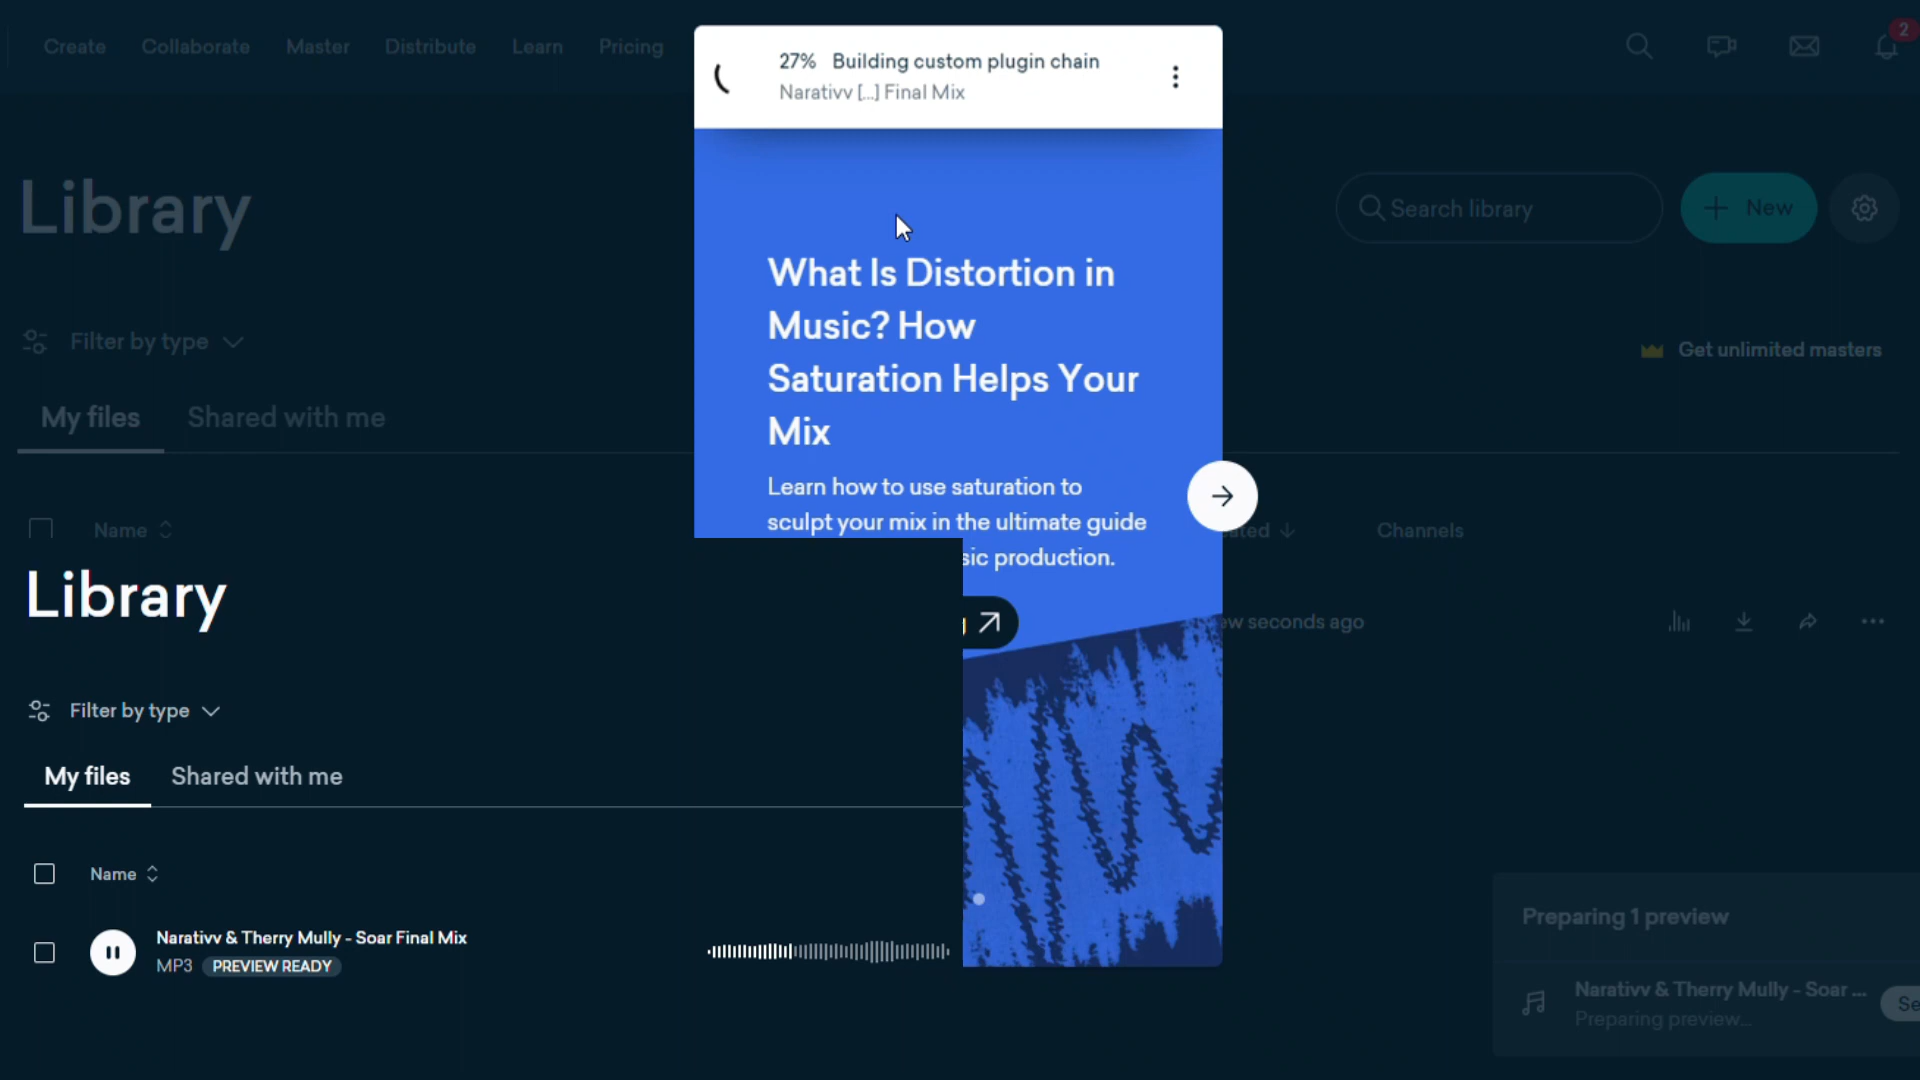 Create Collaborate Master Distribute Learn Pricing
2
27% Building custom plugin chain
Narativv [...] Final Mix
Library
Search library
New
Filter by type
Get unlimited masters
My files Shared with me
What Is Distortion in
Music? How
Saturation Helps Your
Mix
Learn how to use saturation to
sculpt your mix in the ultimate guide
production.
Name
Channels
seconds ago
Library
Filter by type
My files Shared with me
Name
Narativv & Therry Mully - Soar Final Mix
MP3 PREVIEW READY
Preparing 1 preview
Narativv & Therry Mully - Soar ...
Preparing preview...